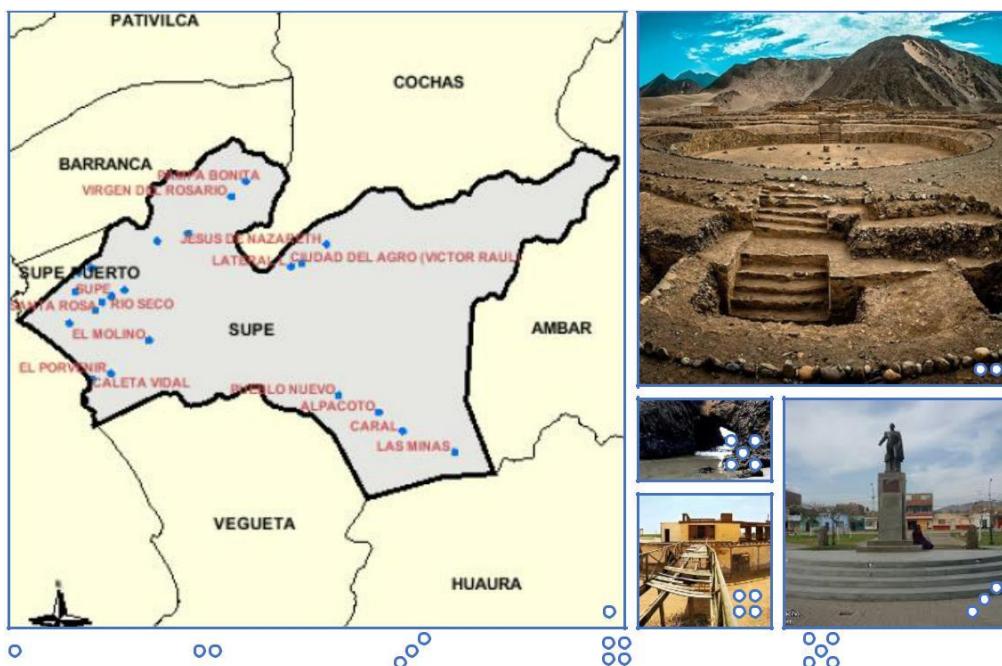 PATIVILCA
COCHAS
BARRANCA
PAMPA BONITA
VIRGEN DEL ROSARIO
JESUS DE NAZARETH
LATERAL
CIUDAD DEL AGRO (VICTOR RAUL)
SUPE PUERTO
SUPE
SANTA ROSA
RIO SECO
EL MOLINO
SUPE
AMBAR
EL PORVENIR
CALETA VIDAL
PUEBLO NUEVO
ALPACOTO
CARAL
LAS MINAS
VEGUETA
HUAURA